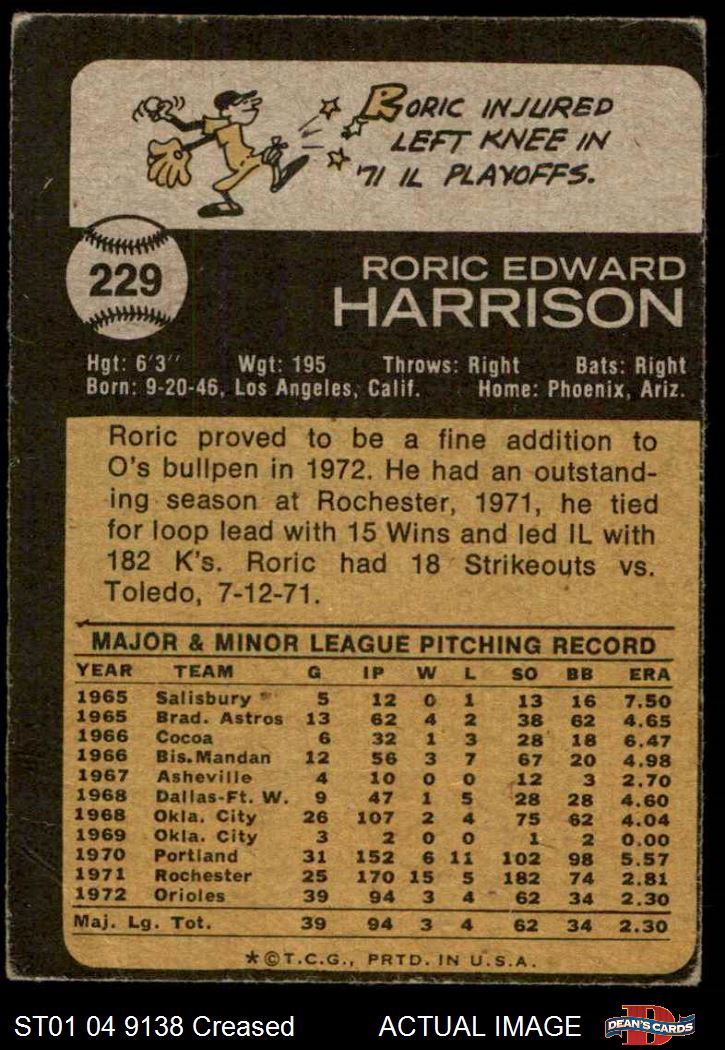 RORIC INJURED
LEFT KNEE IN
'71 IL PLAYOFFS.
229
RORIC EDWARD
HARRISON
Hgt: 6'3" Wgt: 195 Throws: Right Bats: Right
Born: 9-20-46, Los Angeles, Calif. Home: Phoenix, Ariz.
Roric proved to be a fine addition to
O's bullpen in 1972. He had an outstand-
ing season at Rochester, 1971, he tied
for loop lead with 15 Wins and led IL with
182 K's. Roric had 18 Strikeouts vs.
Toledo, 7-12-71.
MAJOR & MINOR LEAGUE PITCHING RECORD
YEAR TEAM G IP W L SO BB ERA
1965 Salisbury 5 12 0 1 13 16 7.50
1965 Brad. Astros 13 62 4 2 38 62 4.65
1966 Cocoa 6 32 1 3 28 18 6.47
1966 Bis.Mandan 12 56 3 7 67 20 4.98
1967 Asheville 4 10 0 0 12 3 2.70
1968 Dallas-Ft. W. 9 47 1 5 28 28 4.60
1968 Okla. City 26 107 2 4 75 62 4.04
1969 Okla. City 3 2 0 0 1 2 0.00
1970 Portland 31 152 6 11 102 98 5.57
1971 Rochester 25 170 15 5 182 74 2.81
1972 Orioles 39 94 3 4 62 34 2.30
Maj. Lg. Tot. 39 94 3 4 62 34 2.30
*©T.C.G., PRTD. IN U.S.A.
ST01 04 9138 Creased ACTUAL IMAGE
D
DEAN'S CARDS